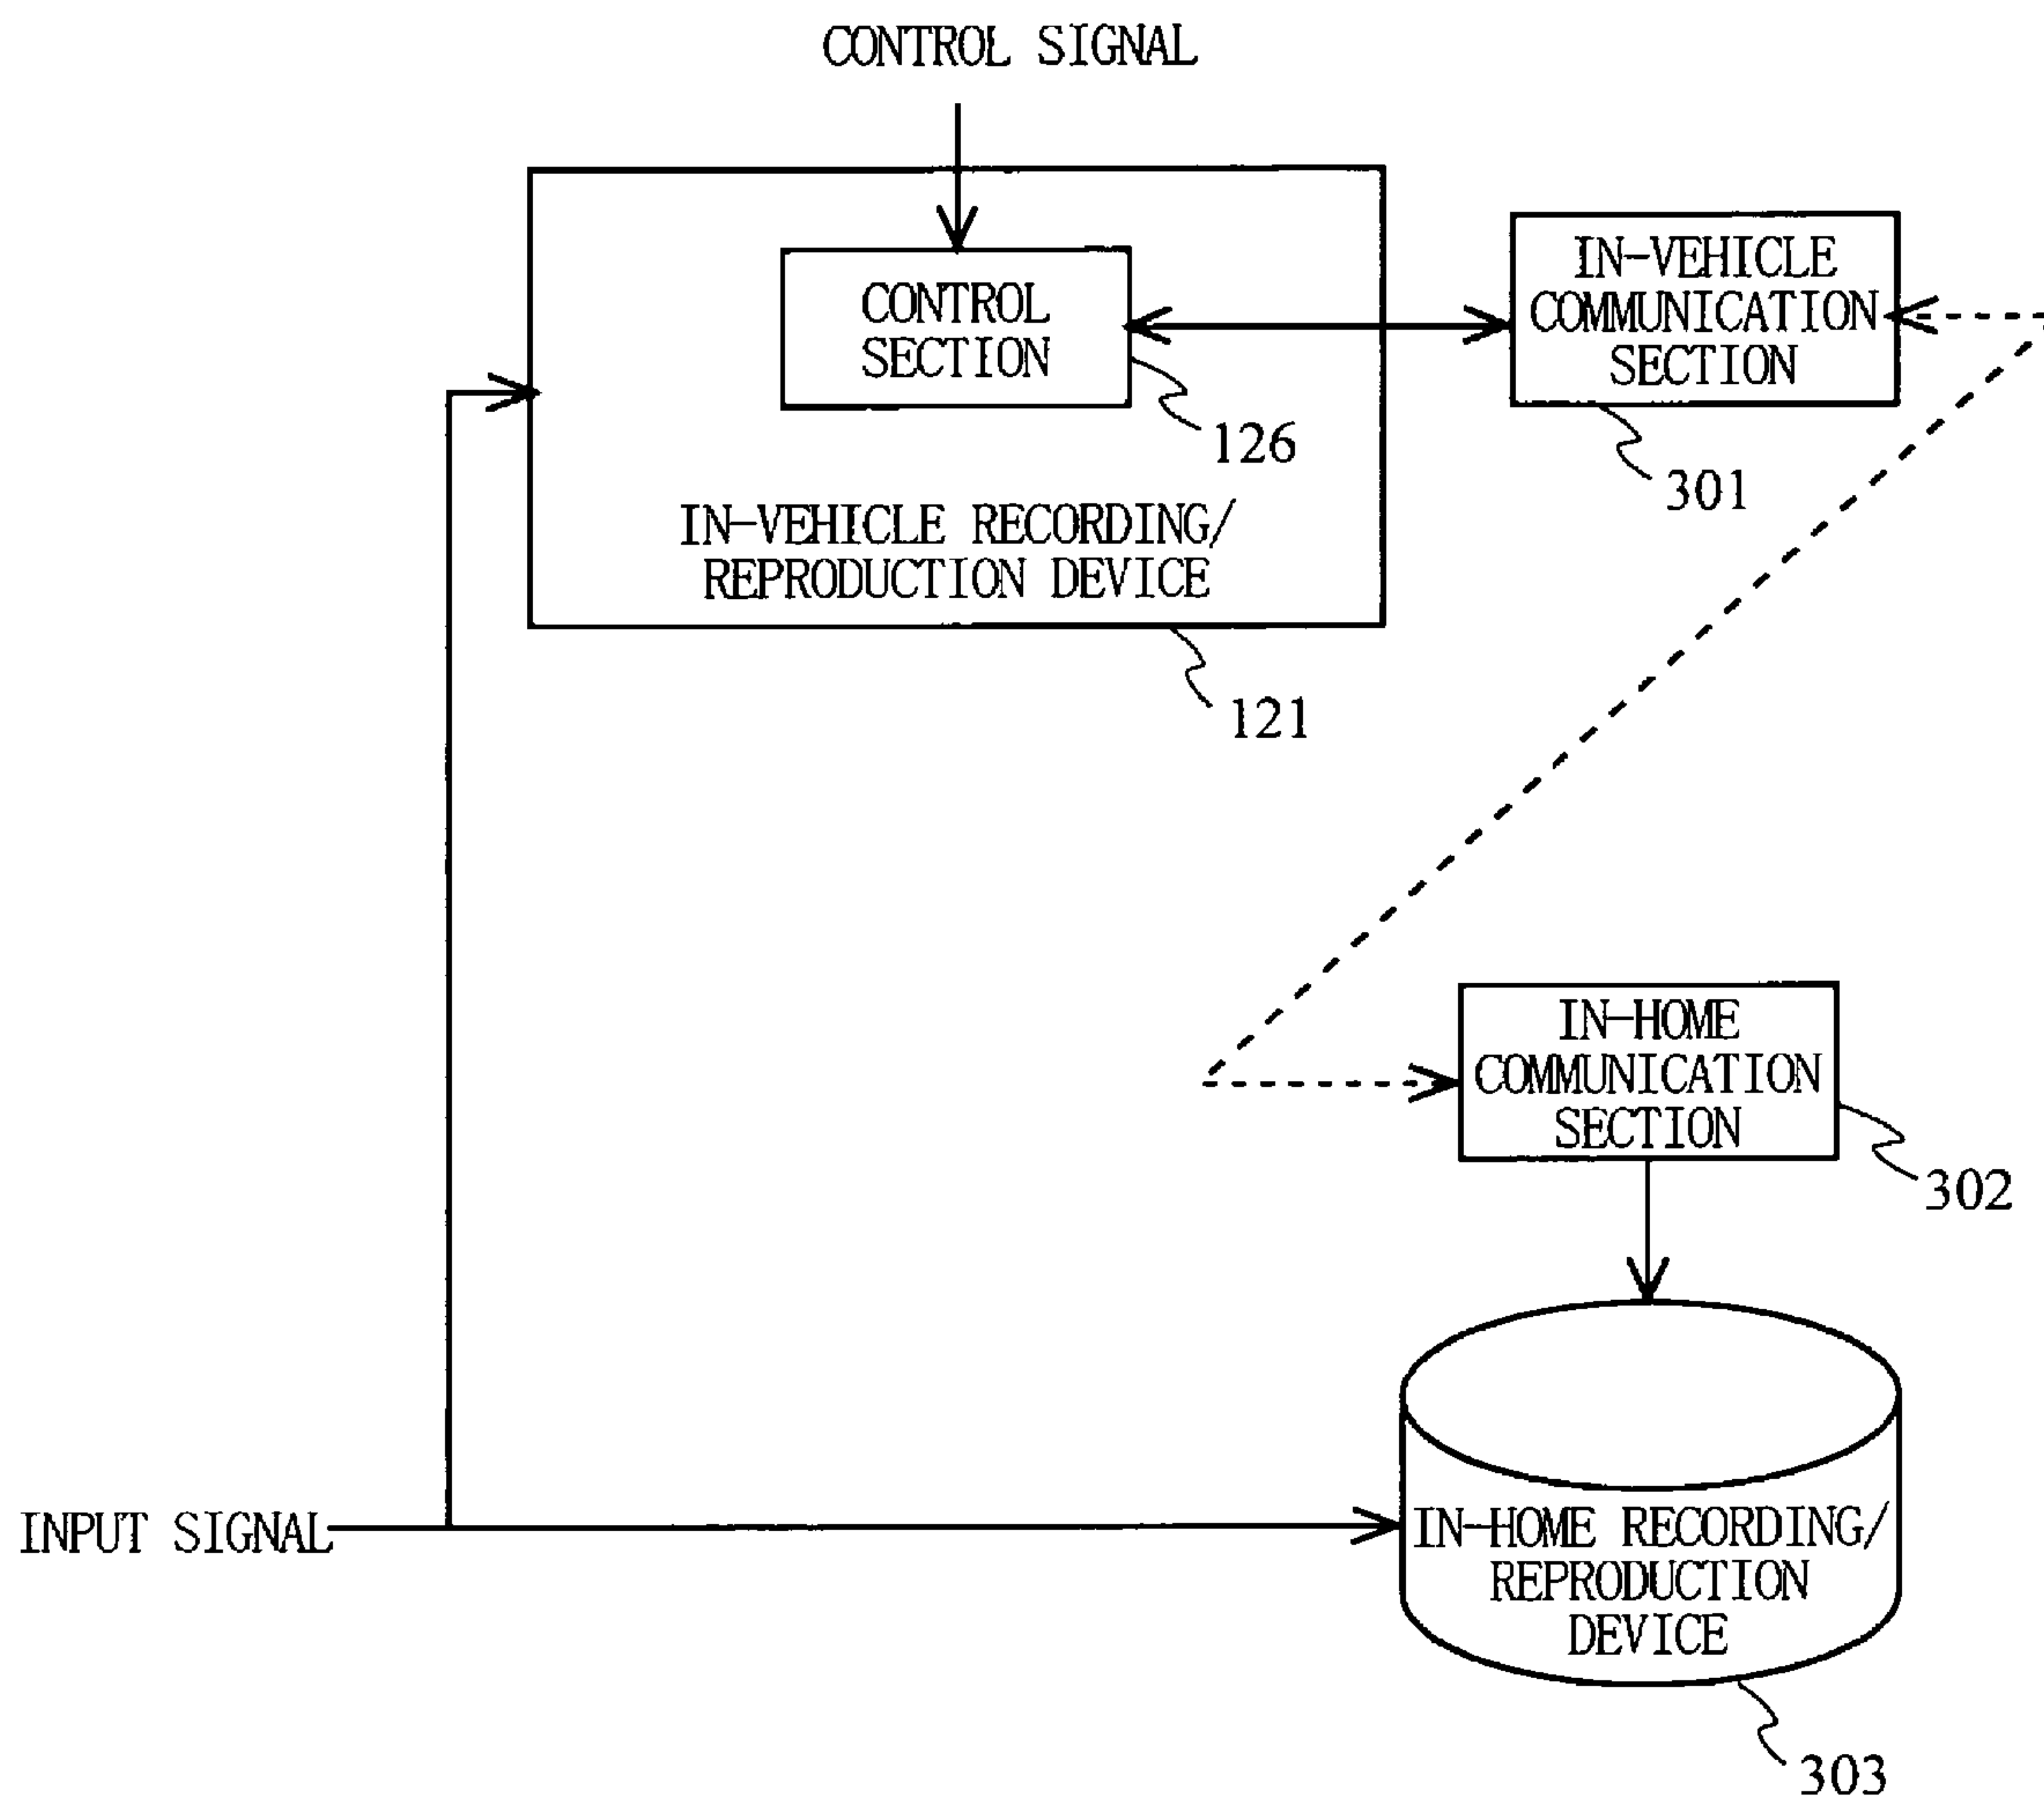 CONTROL SIGNAL
CONTROL
SECTION
126
IN-VEHICLE RECORDING/
REPRODUCTION DEVICE
121
IN-VEHICLE
COMMUNICATION
SECTION
301
IN-HOME
COMMUNICATION
SECTION
302
INPUT SIGNAL
IN-HOME RECORDING/
REPRODUCTION
DEVICE
303